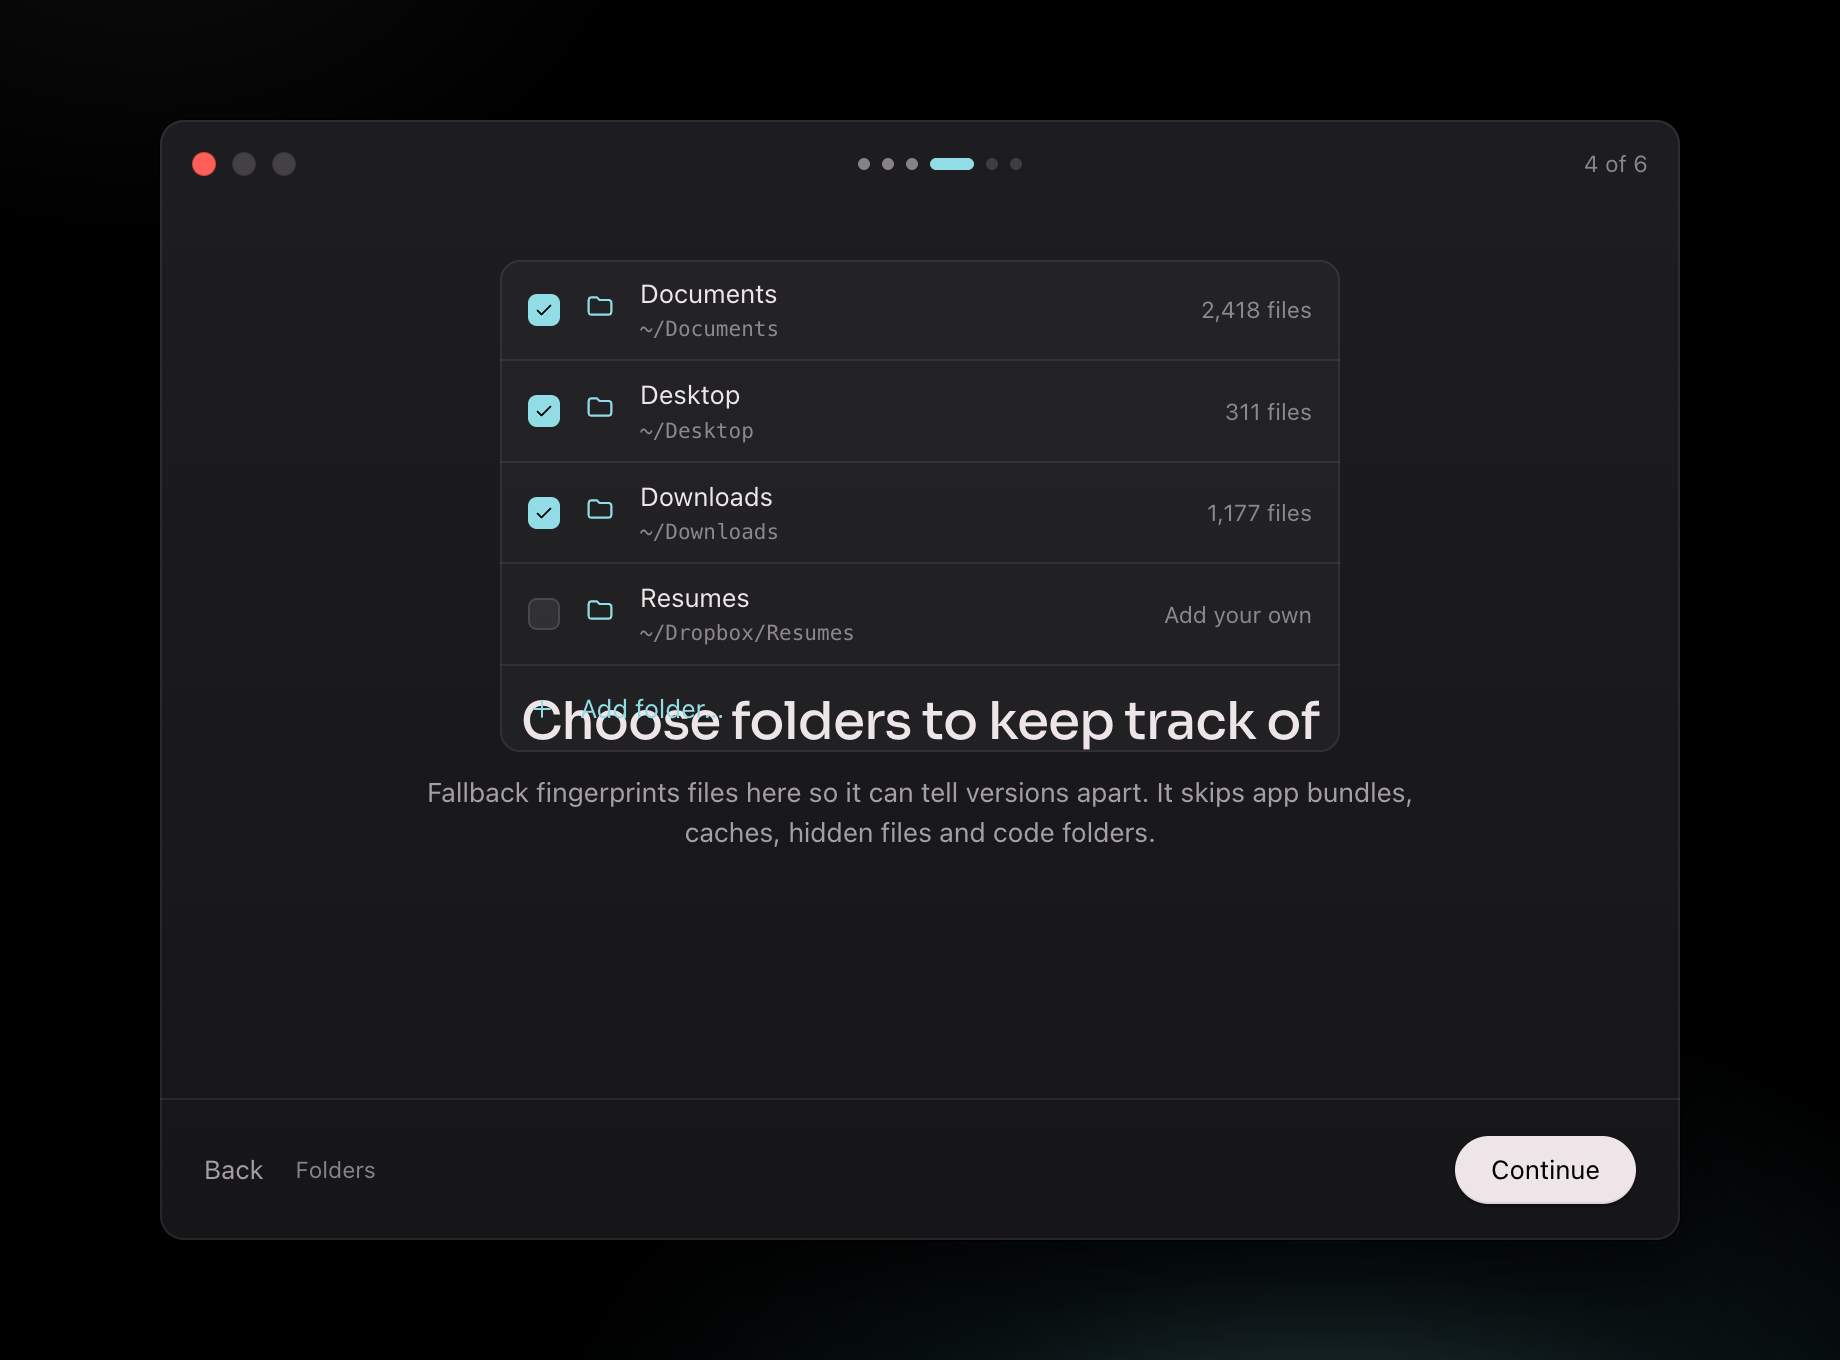 4 of 6
Documents
~/Documents
2,418 files
Desktop
~/Desktop
311 files
Downloads
~/Downloads
1,177 files
Resumes
~/Dropbox/Resumes
Add your own
+ Add folder...
Choose folders to keep track of
Fallback fingerprints files here so it can tell versions apart. It skips app bundles,
caches, hidden files and code folders.
Back
Folders
Continue